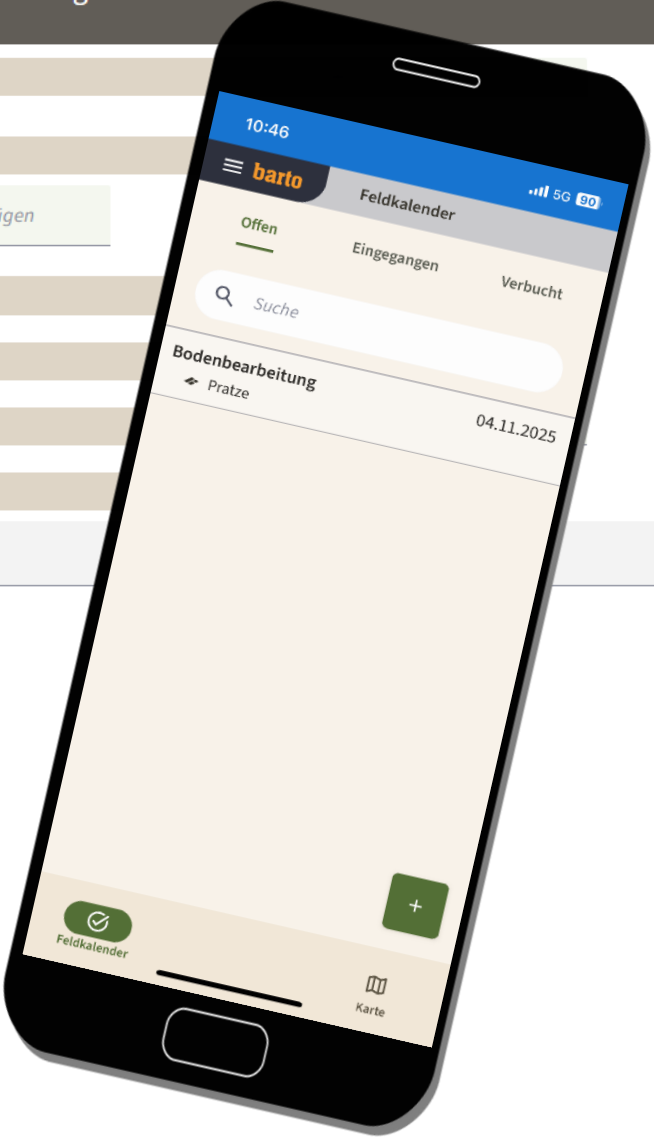 igen
10:46
5G 90
barto
Feldkalender
Offen
Eingegangen
Verbucht
Suche
Bodenbearbeitung
Pratze
04.11.2025
+
Feldkalender
Karte